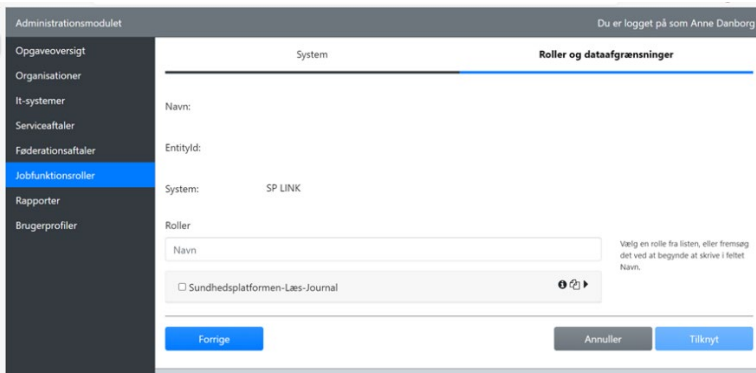 Administrationsmodulet
Du er logget på som Anne Danborg
Opgaveoversigt
Organisationer
It-systemer
Serviceaftaler
Føderationsaftaler
Jobfunktionsroller
Rapporter
Brugerprofiler
System
Roller og dataafgrænsninger
Navn:
EntityId:
System: SP LINK
Roller
Navn
Vælg en rolle fra listen, eller fremsøg
det ved at begynde at skrive i feltet
Navn.
Sundhedsplatformen-Læs-Journal
Forrige
Annuller
Tilknyt